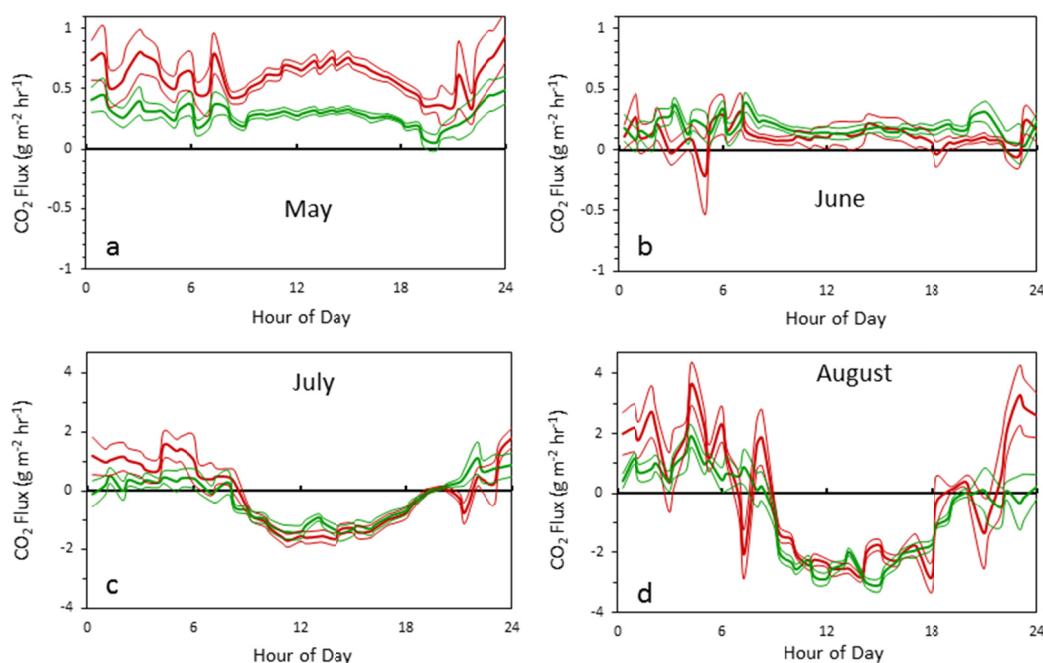 1
0.5
0
-0.5
-1
CO2 Flux (g m-2 hr-1)
May
a
0 6 12 18 24
Hour of Day
1
0.5
0
-0.5
-1
CO2 Flux (g m-2 hr-1)
June
b
0 6 12 18 24
Hour of Day
4
2
0
-2
-4
CO2 Flux (g m-2 hr-1)
July
c
0 6 12 18 24
Hour of Day
4
2
0
-2
-4
CO2 Flux (g m-2 hr-1)
August
d
0 6 12 18 24
Hour of Day